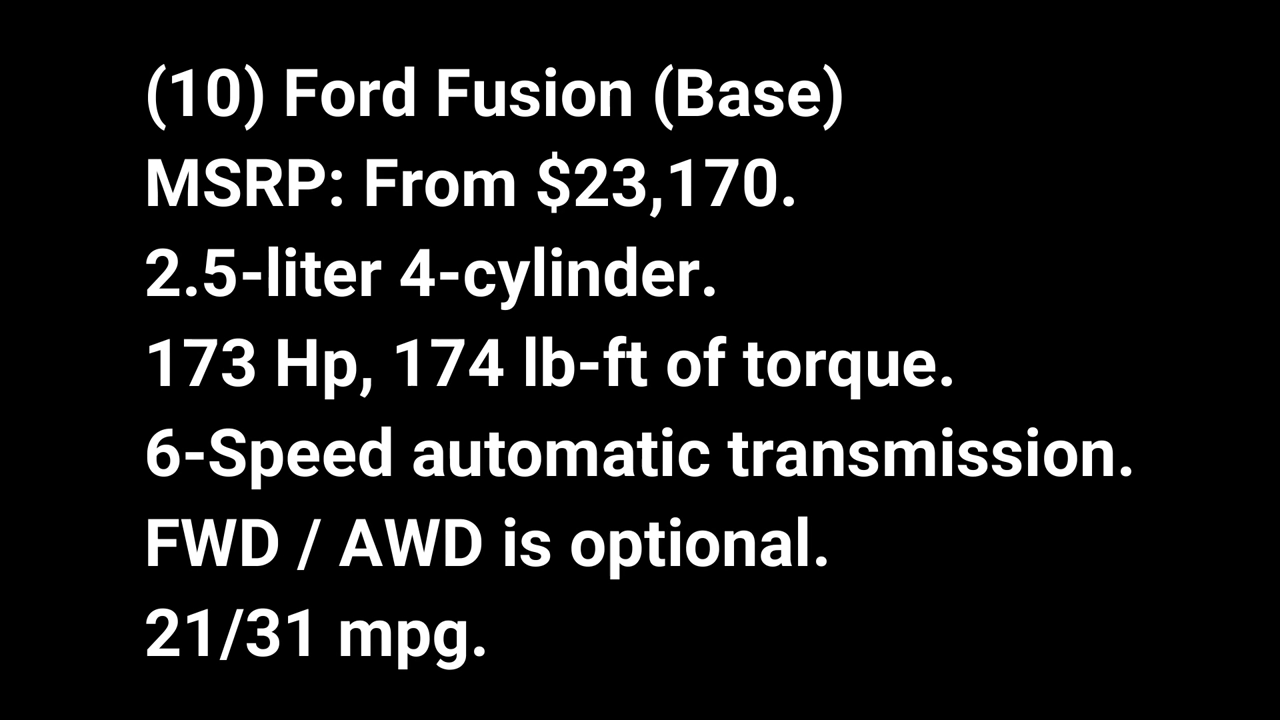 (10) Ford Fusion (Base)
MSRP: From $23,170.
2.5-liter 4-cylinder.
173 Hp, 174 lb-ft of torque.
6-Speed automatic transmission.
FWD / AWD is optional.
21/31 mpg.